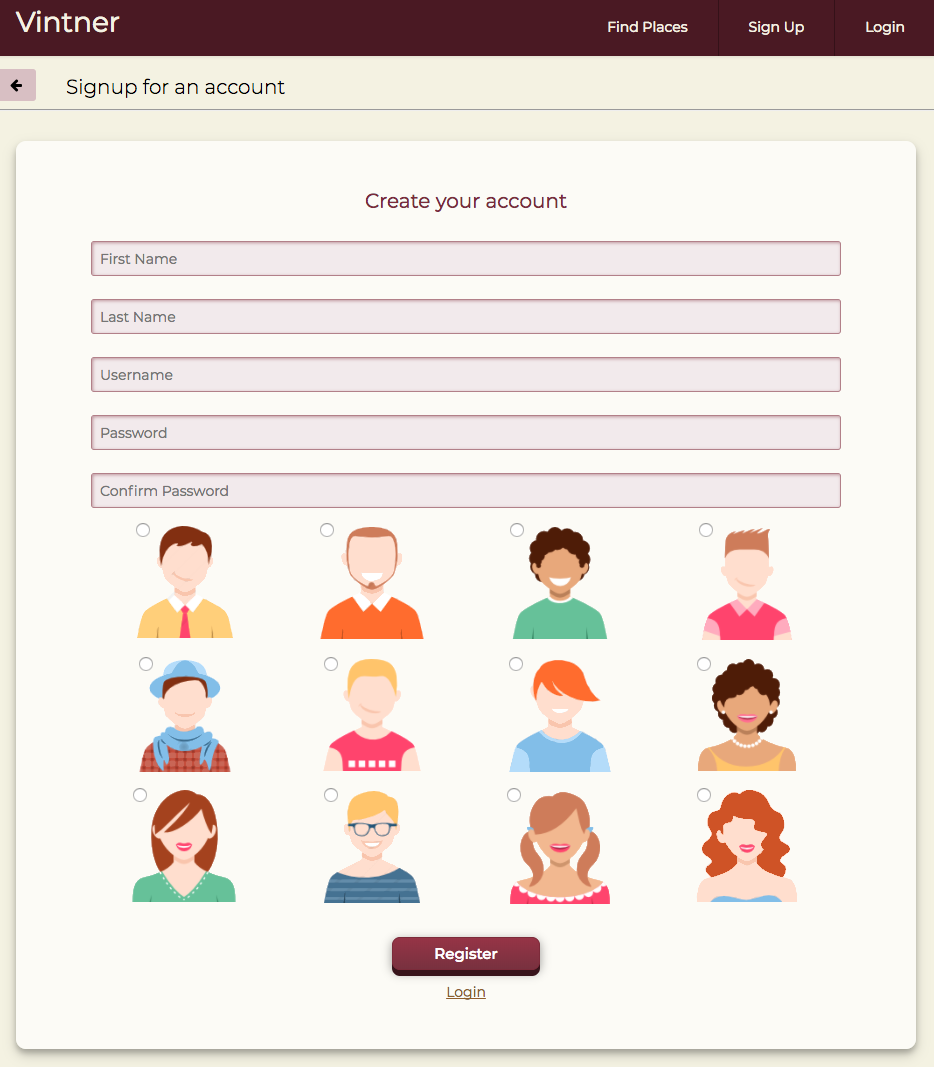 Vintner
Find Places
Sign Up
Login
Signup for an account
Create your account
First Name
Last Name
Username
Password
Confirm Password
Register
Login